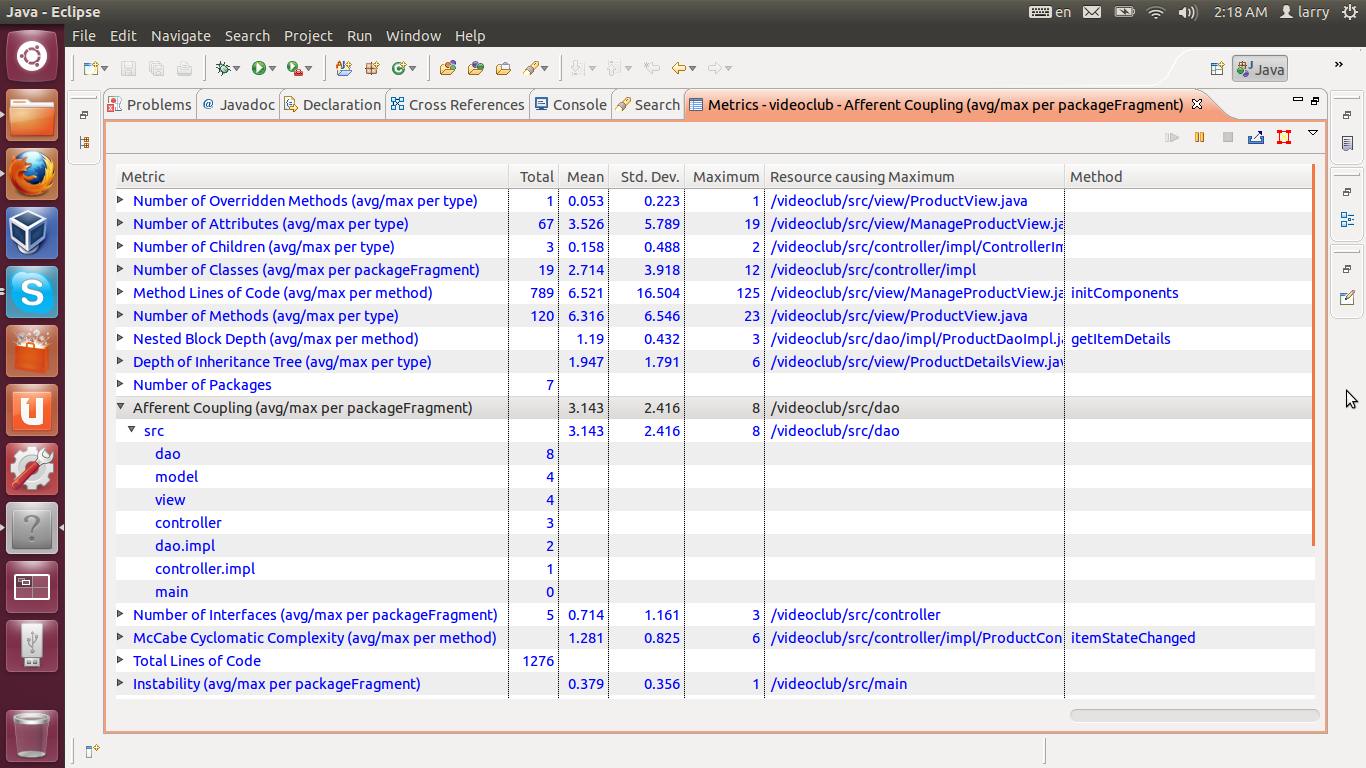 Java - Eclipse en 2:18 AM larry
File Edit Navigate Search Project Run Window Help
Java »
Problems @ Javadoc Declaration Cross References Console Search Metrics - videoclub - Afferent Coupling (avg/max per packageFragment)
Metric Total Mean Std. Dev. Maximum Resource causing Maximum Method
Number of Overridden Methods (avg/max per type) 1 0.053 0.223 1 /videoclub/src/view/ProductView.java
Number of Attributes (avg/max per type) 67 3.526 5.789 19 /videoclub/src/view/ManageProductView.ja
Number of Children (avg/max per type) 3 0.158 0.488 2 /videoclub/src/controller/impl/ControllerIm
Number of Classes (avg/max per packageFragment) 19 2.714 3.918 12 /videoclub/src/controller/impl
Method Lines of Code (avg/max per method) 789 6.521 16.504 125 /videoclub/src/view/ManageProductView.ja initComponents
Number of Methods (avg/max per type) 120 6.316 6.546 23 /videoclub/src/view/ProductView.java
Nested Block Depth (avg/max per method) 1.19 0.432 3 /videoclub/src/dao/impl/ProductDaoImpl.ja getItemDetails
Depth of Inheritance Tree (avg/max per type) 1.947 1.791 6 /videoclub/src/view/ProductDetailsView.jav
Number of Packages 7
Afferent Coupling (avg/max per packageFragment) 3.143 2.416 8 /videoclub/src/dao
src 3.143 2.416 8 /videoclub/src/dao
dao 8
model 4
view 4
controller 3
dao.impl 2
controller.impl 1
main 0
Number of Interfaces (avg/max per packageFragment) 5 0.714 1.161 3 /videoclub/src/controller
McCabe Cyclomatic Complexity (avg/max per method) 1.281 0.825 6 /videoclub/src/controller/impl/ProductCon itemStateChanged
Total Lines of Code 1276
Instability (avg/max per packageFragment) 0.379 0.356 1 /videoclub/src/main